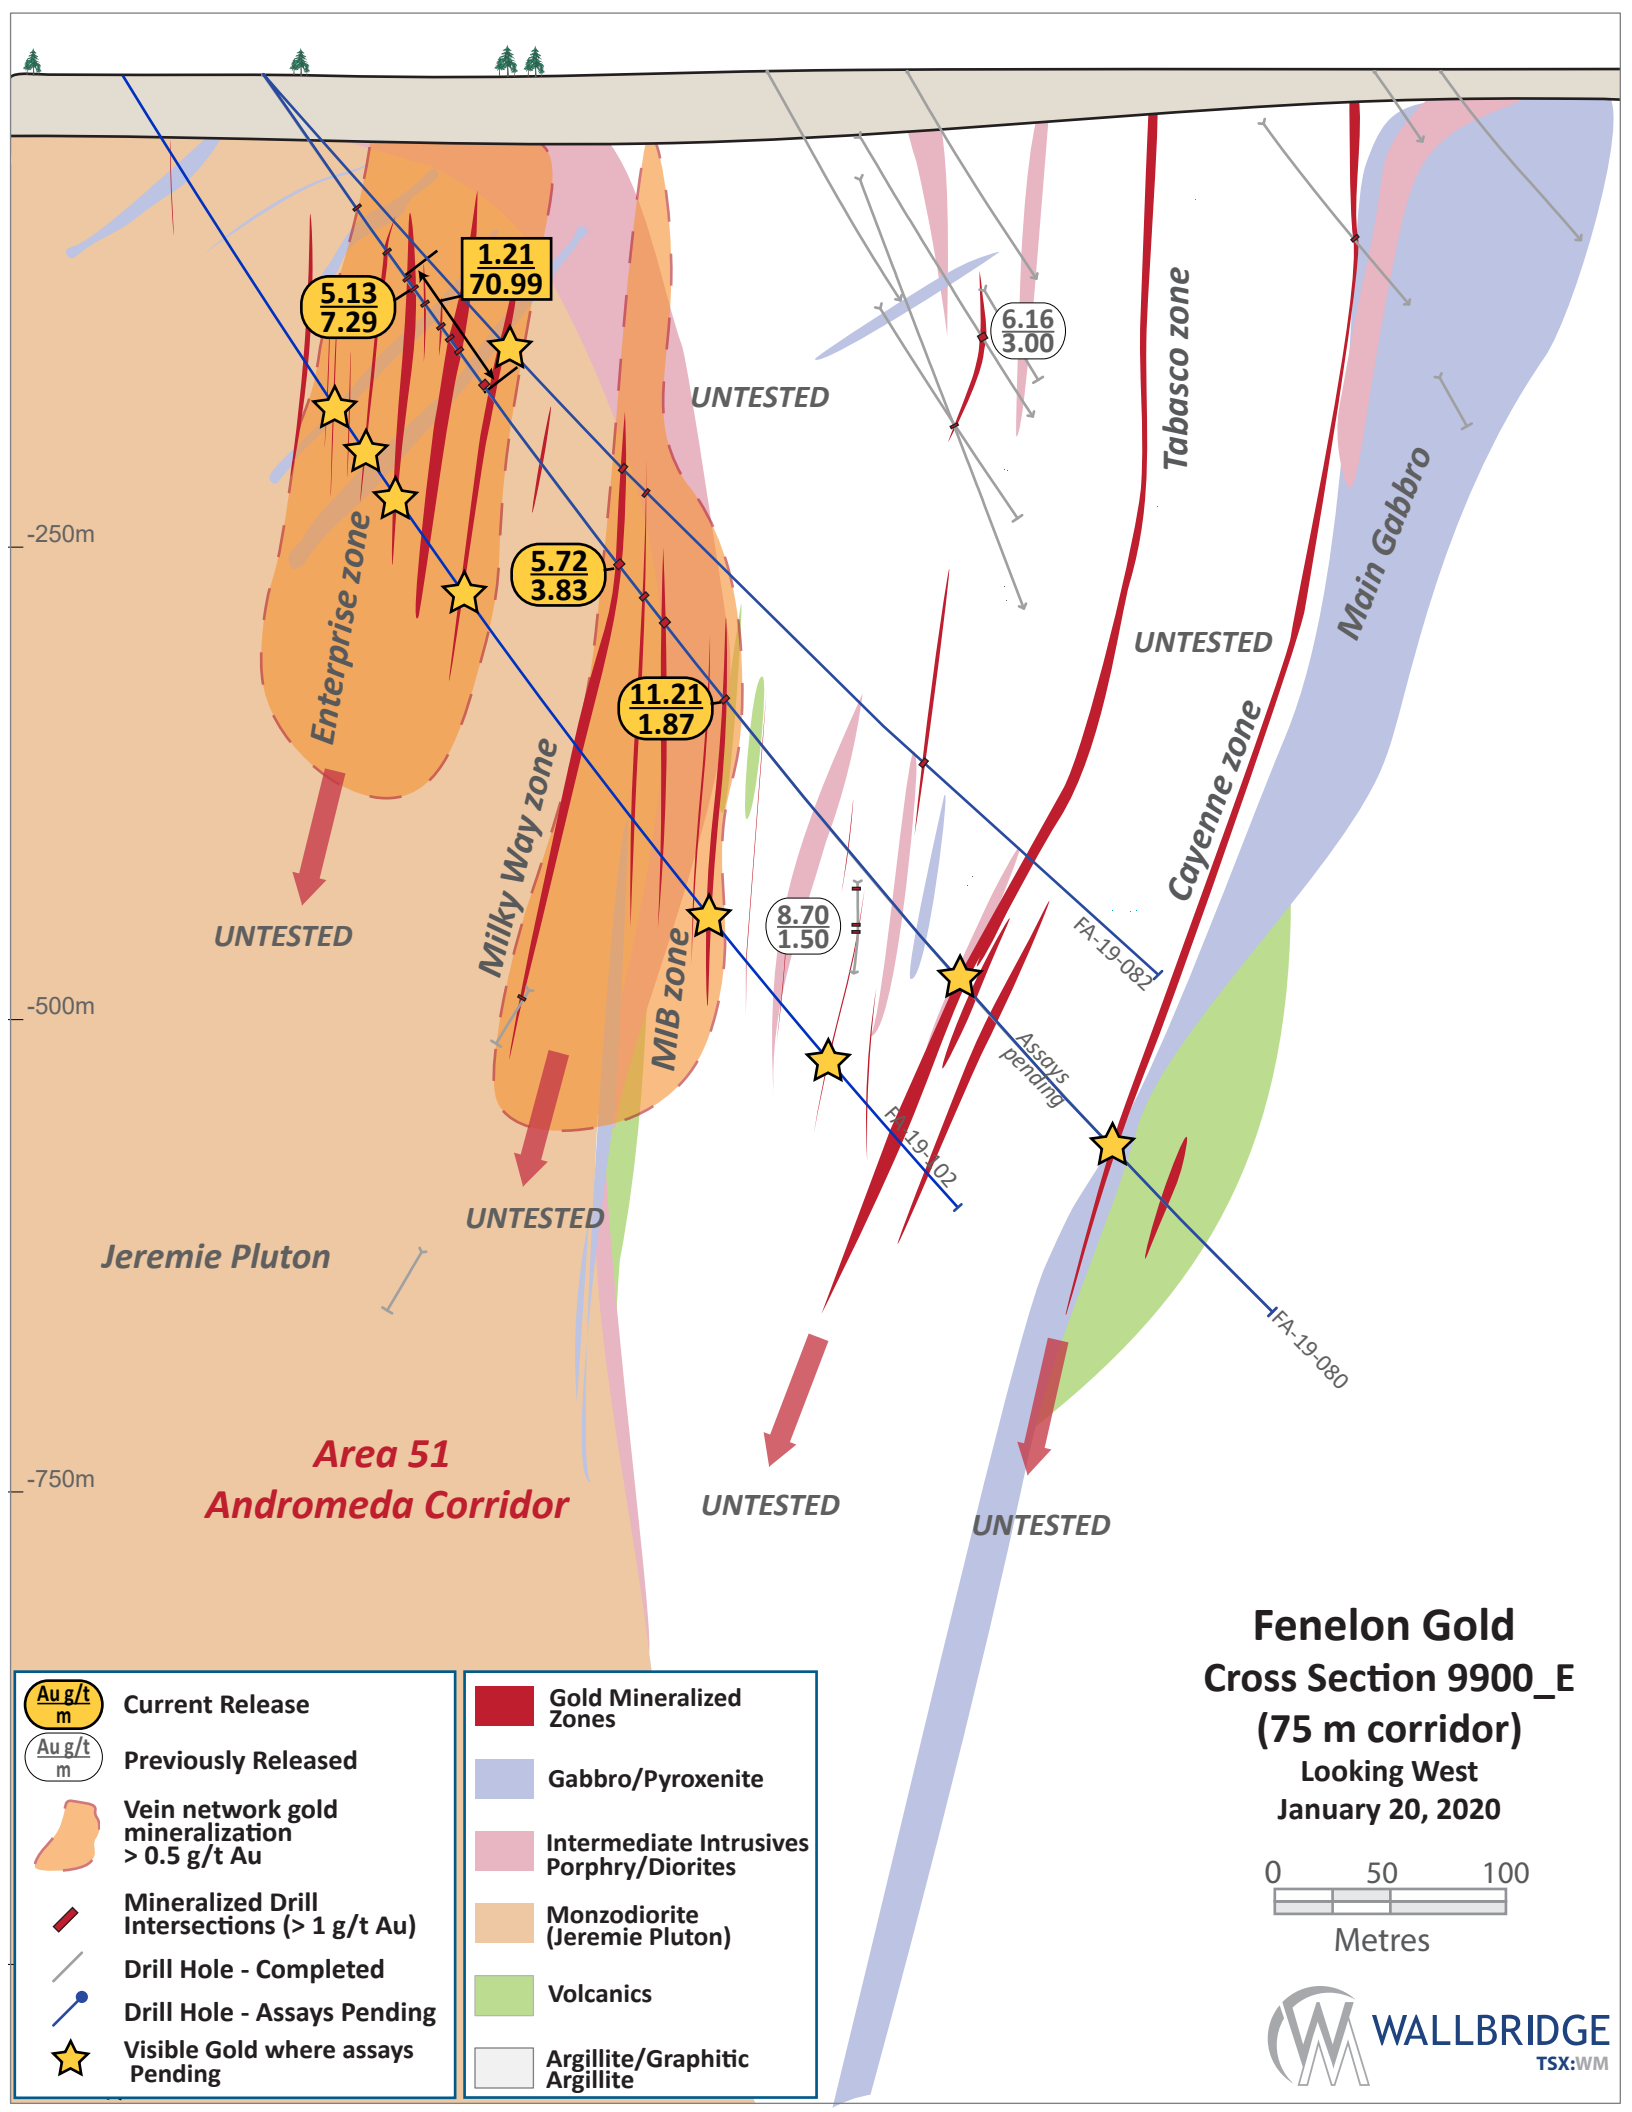 1.21
70.99
5.13
7.29
6.16
3.00
UNTESTED
Tabasco zone
-250m
Enterprise zone
5.72
3.83
Main Gabbro
UNTESTED
11.21
1.87
Milky Way zone
Cayenne zone
8.70
1.50
UNTESTED
MIB zone
FA-19-082
-500m
Assays
pending
FA-19-102
UNTESTED
Jeremie Pluton
FA-19-080
Area 51
Andromeda Corridor
-750m
UNTESTED
UNTESTED
Fenelon Gold
Cross Section 9900_E
(75 m corridor)
Looking West
January 20, 2020
0 50 100
Metres
WALLBRIDGE
TSX:WM
Au g/t
m
Current Release
Au g/t
m
Previously Released
Vein network gold
mineralization
> 0.5 g/t Au
Mineralized Drill
Intersections (> 1 g/t Au)
Drill Hole - Completed
Drill Hole - Assays Pending
Visible Gold where assays
Pending
Gold Mineralized
Zones
Gabbro/Pyroxenite
Intermediate Intrusives
Porphry/Diorites
Monzodiorite
(Jeremie Pluton)
Volcanics
Argillite/Graphitic
Argillite